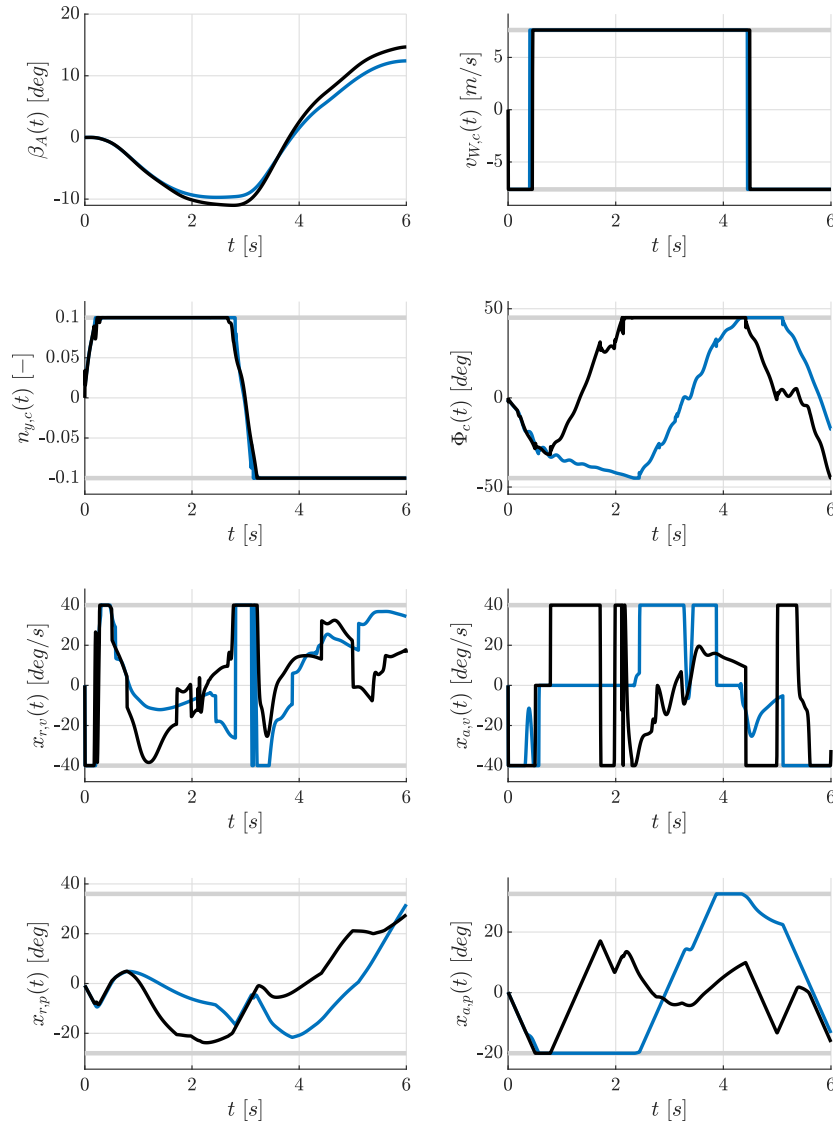 20
10
0
-10
0 2 4 6
β_A(t) [deg]
t [s]
5
0
-5
0 2 4 6
v_{W,c}(t) [m/s]
t [s]
0.1
0.05
0
-0.05
-0.1
0 2 4 6
n_{y,c}(t) [−]
t [s]
50
0
-50
0 2 4 6
Φ_c(t) [deg]
t [s]
40
20
0
-20
-40
0 2 4 6
x_{r,v}(t) [deg/s]
t [s]
40
20
0
-20
-40
0 2 4 6
x_{a,v}(t) [deg/s]
t [s]
40
20
0
-20
0 2 4 6
x_{r,p}(t) [deg]
t [s]
20
0
-20
0 2 4 6
x_{a,p}(t) [deg]
t [s]